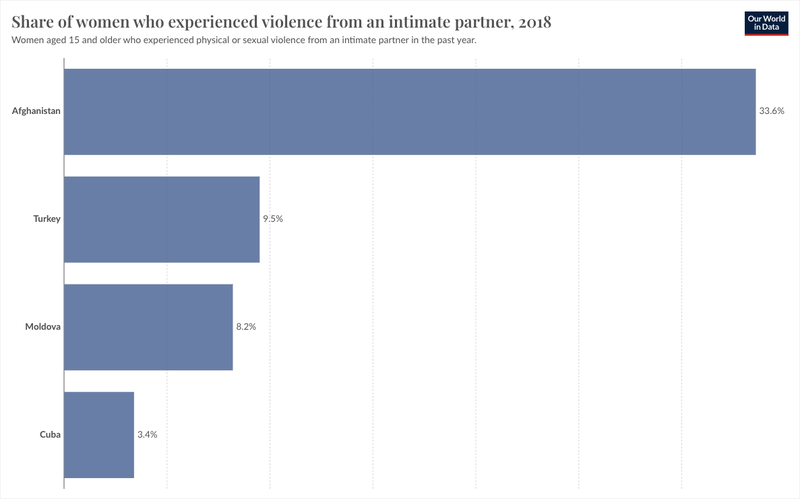 Share of women who experienced violence from an intimate partner, 2018
Women aged 15 and older who experienced physical or sexual violence from an intimate partner in the past year.
Our World
in Data
Afghanistan
33.6%
Turkey
9.5%
Moldova
8.2%
Cuba
3.4%